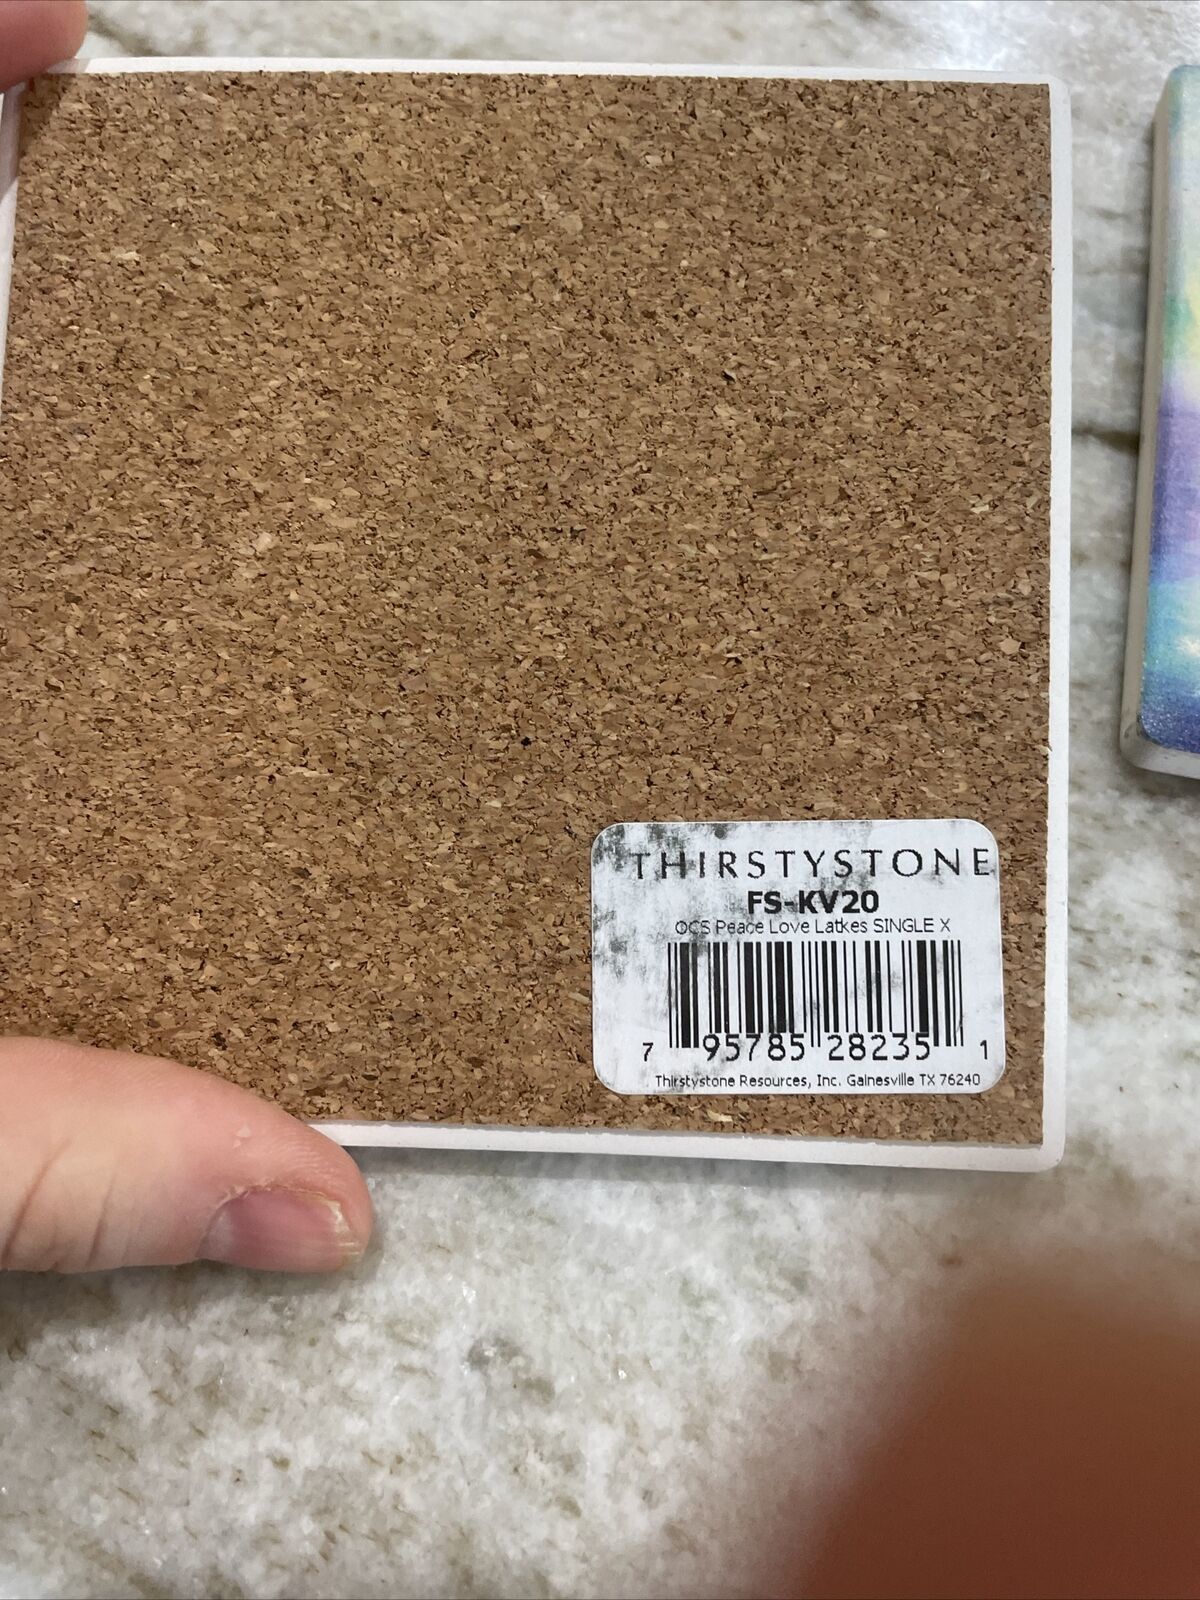 THIRSTYSTONE
FS-KV20
OCS Peace Love Latkes SINGLE X
7 95785 28235 1
Thirstystone Resources, Inc. Gainesville TX 76240